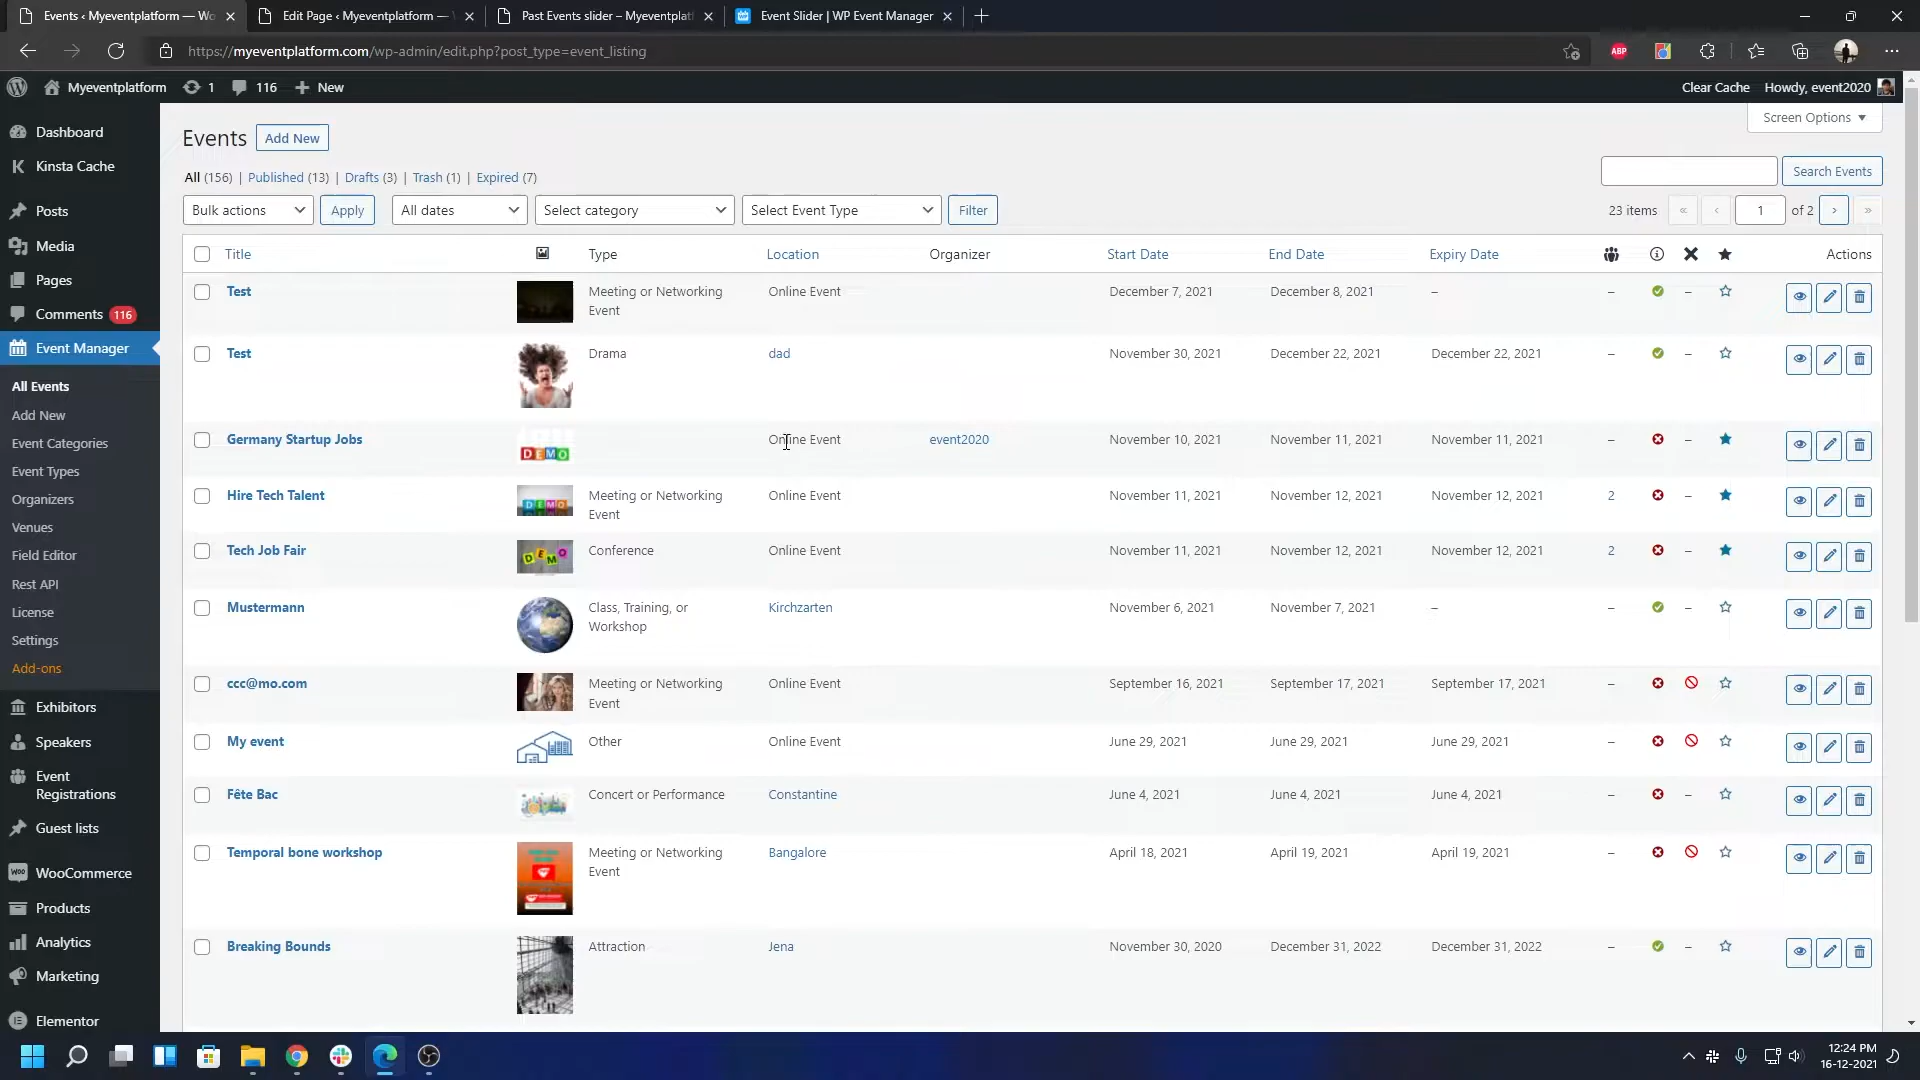 Events ‹ Myeventplatform — Wo
Edit Page ‹ Myeventplatform —
Past Events slider – Myeventplatf
Event Slider | WP Event Manager
https://myeventplatform.com/wp-admin/edit.php?post_type=event_listing
ABP
Myeventplatform 1 116 New
Clear Cache Howdy, event2020
Dashboard
Kinsta Cache
Posts
Media
Pages
Comments 116
Event Manager
All Events
Add New
Event Categories
Event Types
Organizers
Venues
Field Editor
Rest API
License
Settings
Add-ons
Exhibitors
Speakers
Event
Registrations
Guest lists
WooCommerce
Products
Analytics
Marketing
Elementor
Screen Options
Events Add New
All (156) | Published (13) | Drafts (3) | Trash (1) | Expired (7)
Search Events
Bulk actions Apply All dates Select category Select Event Type Filter
23 items « ‹ 1 of 2 › »
Title Type Location Organizer Start Date End Date Expiry Date Actions
Test Meeting or Networking Event Online Event December 7, 2021 December 8, 2021 –
Test Drama dad November 30, 2021 December 22, 2021 December 22, 2021
Germany Startup Jobs DEMO Online Event event2020 November 10, 2021 November 11, 2021 November 11, 2021
Hire Tech Talent DEMO Meeting or Networking Event Online Event November 11, 2021 November 12, 2021 November 12, 2021 2
Tech Job Fair DEMO Conference Online Event November 11, 2021 November 12, 2021 November 12, 2021 2
Mustermann Class, Training, or Workshop Kirchzarten November 6, 2021 November 7, 2021 –
ccc@mo.com Meeting or Networking Event Online Event September 16, 2021 September 17, 2021 September 17, 2021
My event Other Online Event June 29, 2021 June 29, 2021 June 29, 2021
Fête Bac Concert or Performance Constantine June 4, 2021 June 4, 2021 June 4, 2021
Temporal bone workshop Meeting or Networking Event Bangalore April 18, 2021 April 19, 2021 April 19, 2021
Breaking Bounds Attraction Jena November 30, 2020 December 31, 2022 December 31, 2022
12:24 PM
16-12-2021